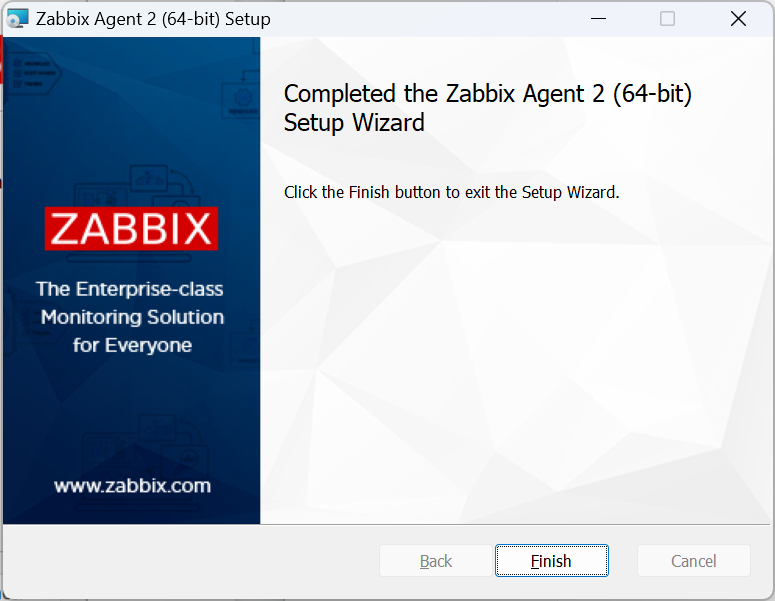 Zabbix Agent 2 (64-bit) Setup
Completed the Zabbix Agent 2 (64-bit)
Setup Wizard
Click the Finish button to exit the Setup Wizard.
ZABBIX
The Enterprise-class
Monitoring Solution
for Everyone
www.zabbix.com
Back
Finish
Cancel